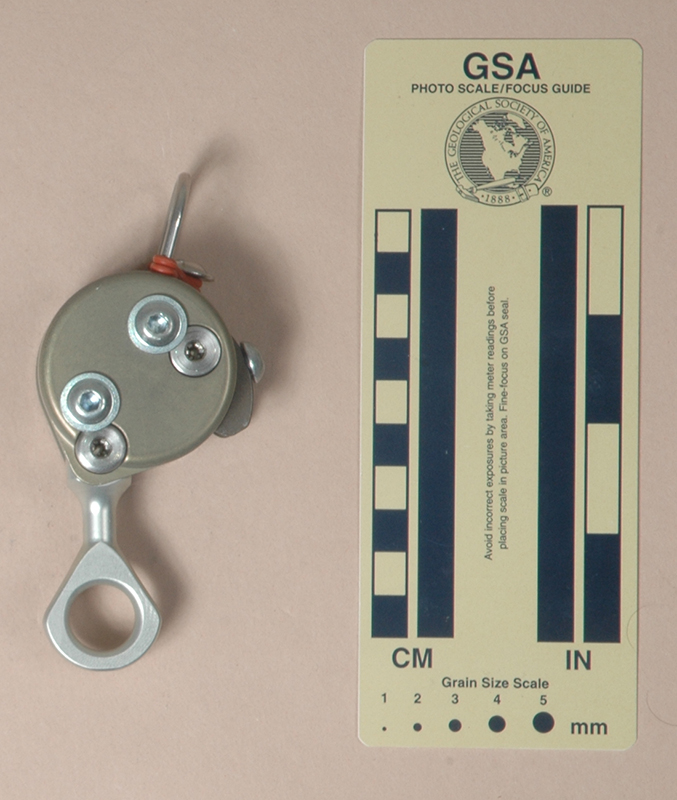 GSA
PHOTO SCALE/FOCUS GUIDE
THE GEOLOGICAL SOCIETY OF AMERICA
·1888·
®
Avoid incorrect exposures by taking meter readings before
placing scale in picture area. Fine-focus on GSA seal.
CM
IN
Grain Size Scale
1 2 3 4 5
mm